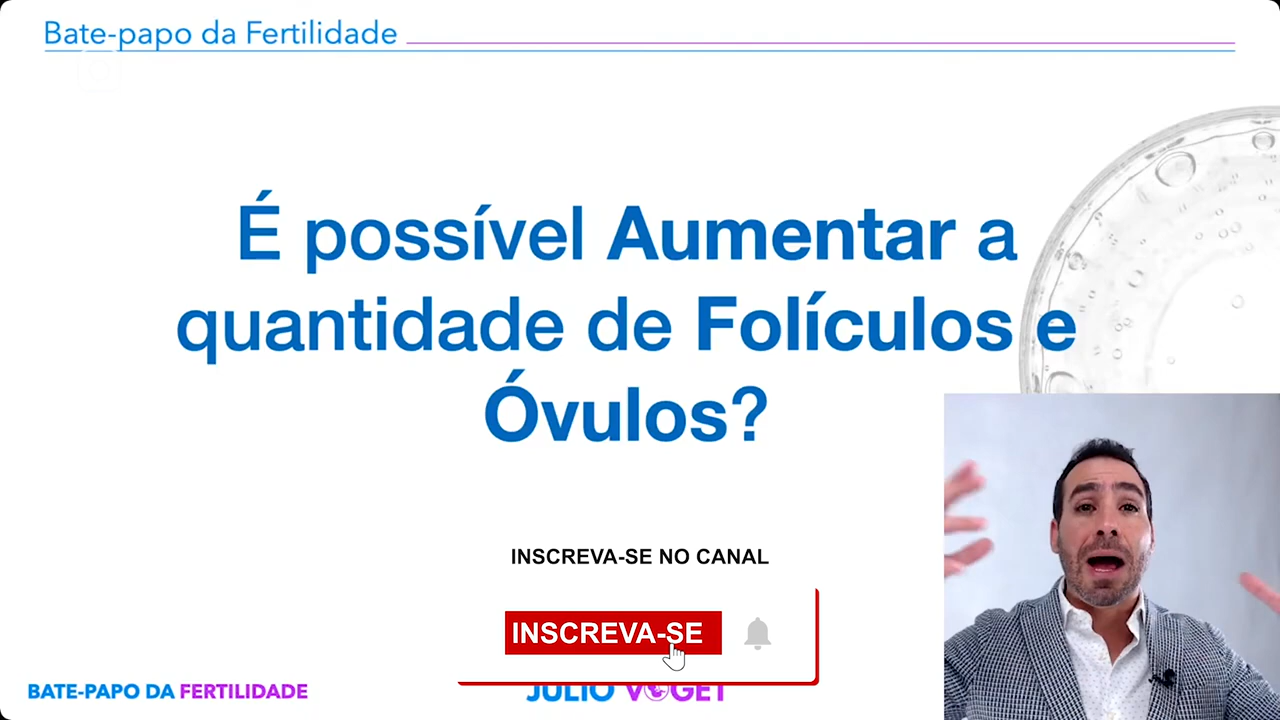 Bate-papo da Fertilidade
É possível Aumentar a
quantidade de Folículos e
Óvulos?
INSCREVA-SE NO CANAL
INSCREVA-SE
BATE-PAPO DA FERTILIDADE
JULIO VOGET